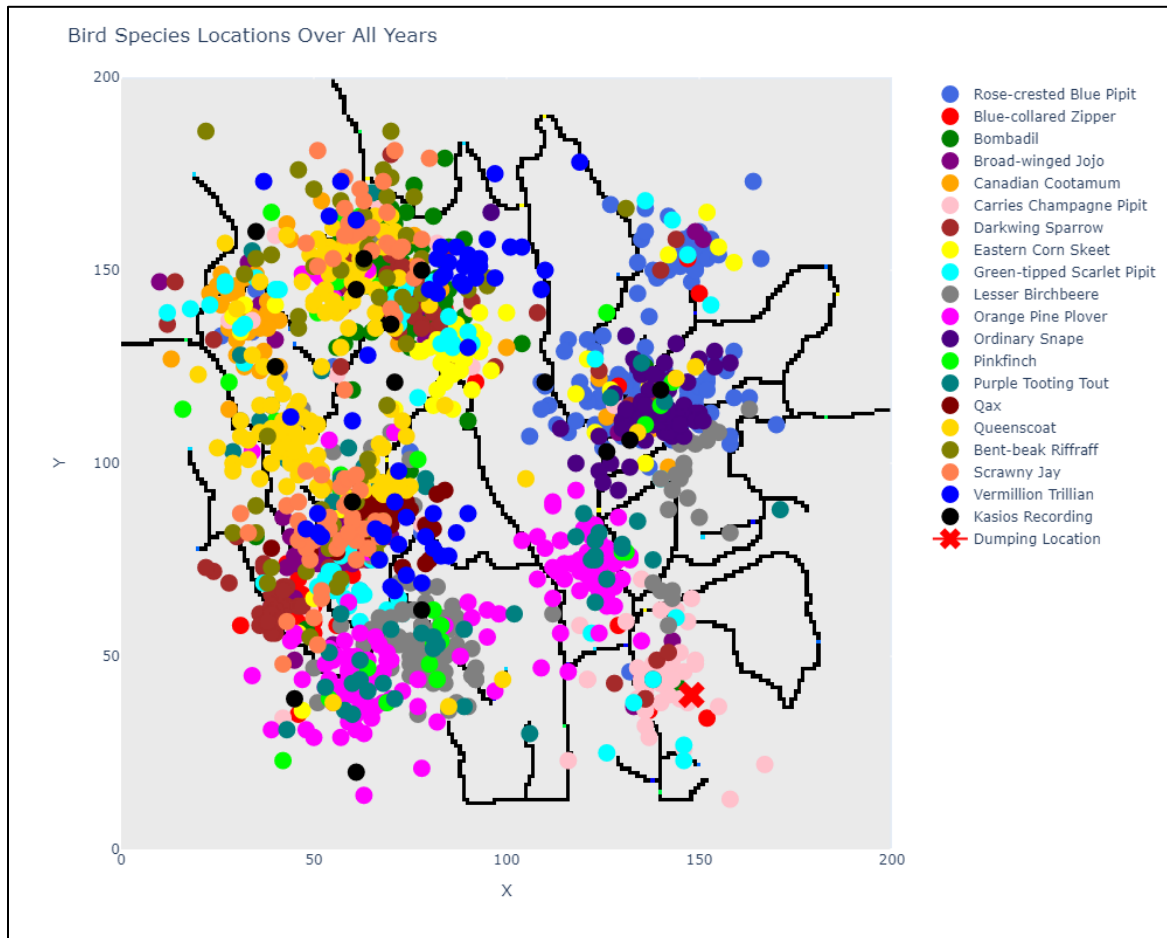 Bird Species Locations Over All Years
200
150
100
50
0
Y
0
50
100
150
200
X
Rose-crested Blue Pipit
Blue-collared Zipper
Bombadil
Broad-winged Jojo
Canadian Cootamum
Carries Champagne Pipit
Darkwing Sparrow
Eastern Corn Skeet
Green-tipped Scarlet Pipit
Lesser Birchbeere
Orange Pine Plover
Ordinary Snape
Pinkfinch
Purple Tooting Tout
Qax
Queenscoat
Bent-beak Riffraff
Scrawny Jay
Vermillion Trillian
Kasios Recording
Dumping Location